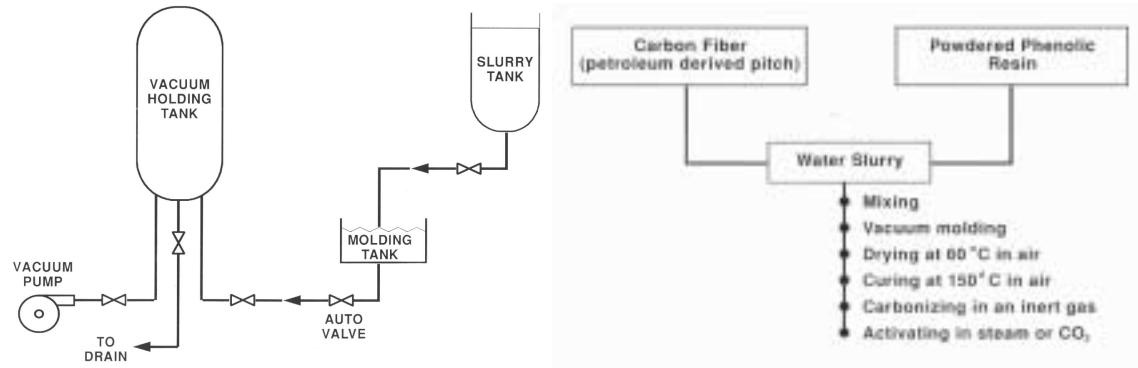 VACUUM
HOLDING
TANK
SLURRY
TANK
MOLDING
TANK
VACUUM
PUMP
AUTO
VALVE
TO
DRAIN
Carbon Fiber
(petroleum derived pitch)
Powdered Phenolic
Resin
Water Slurry
Mixing
Vacuum molding
Drying at 60°C in air
Curing at 150°C in air
Carbonizing in an inert gas
Activating in steam or CO₂